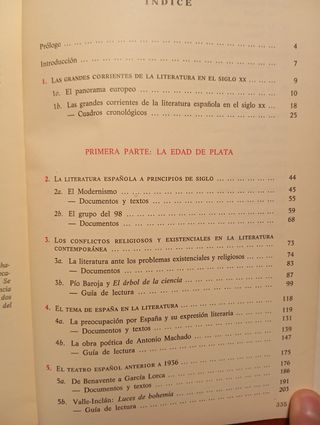 INDICE
Prólogo ... 4
Introducción ... 7
1. LAS GRANDES CORRIENTES DE LA LITERATURA EN EL SIGLO XX ... 9
1a. El panorama europeo ... 10
1b. Las grandes corrientes de la literatura española en el siglo XX ... 18
— Cuadros cronológicos ... 25
PRIMERA PARTE: LA EDAD DE PLATA
2. LA LITERATURA ESPAÑOLA A PRINCIPIOS DE SIGLO ... 44
2a. El Modernismo ... 45
— Documentos y textos ... 55
2b. El grupo del 98 ... 59
— Documentos ... 68
3. LOS CONFLICTOS RELIGIOSOS Y EXISTENCIALES EN LA LITERATURA
CONTEMPORÁNEA ... 73
3a. La literatura ante los problemas existenciales y religiosos ... 74
— Documentos ... 83
3b. Pío Baroja y El árbol de la ciencia ... 87
— Guía de lectura ... 99
4. EL TEMA DE ESPAÑA EN LA LITERATURA ... 118
4a. La preocupación por España y su expresión literaria ... 119
— Documentos y textos ... 131
4b. La obra poética de Antonio Machado ... 139
— Guía de lectura ... 147
5. EL TEATRO ESPAÑOL ANTERIOR A 1936 ... 175
5a. De Benavente a García Lorca ... 176
— Documentos y textos ... 186
5b. Valle-Inclán: Luces de bohemia ... 191
— Guía de lectura ... 203
335
Se
dos
del